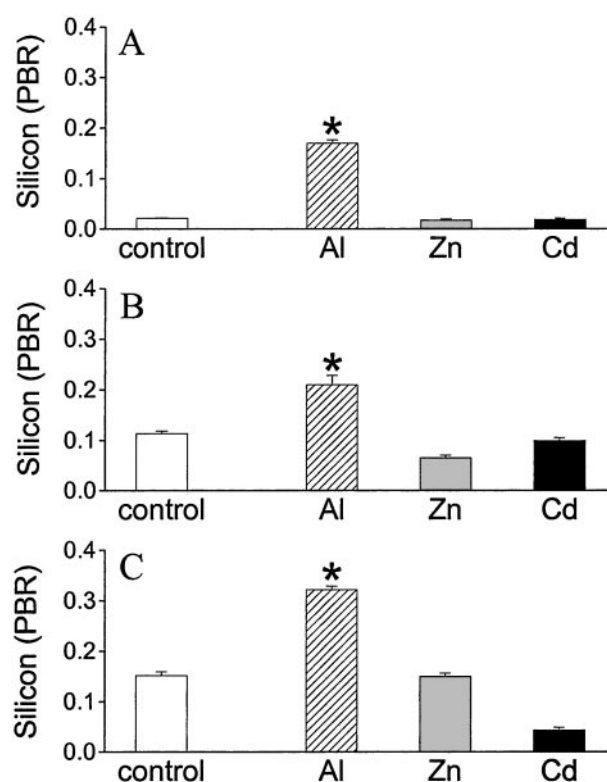 A
Silicon (PBR)
0.4
0.3
0.2
0.1
0.0
*
control Al Zn Cd
B
Silicon (PBR)
0.4
0.3
0.2
0.1
0.0
*
control Al Zn Cd
C
Silicon (PBR)
0.4
0.3
0.2
0.1
0.0
*
control Al Zn Cd